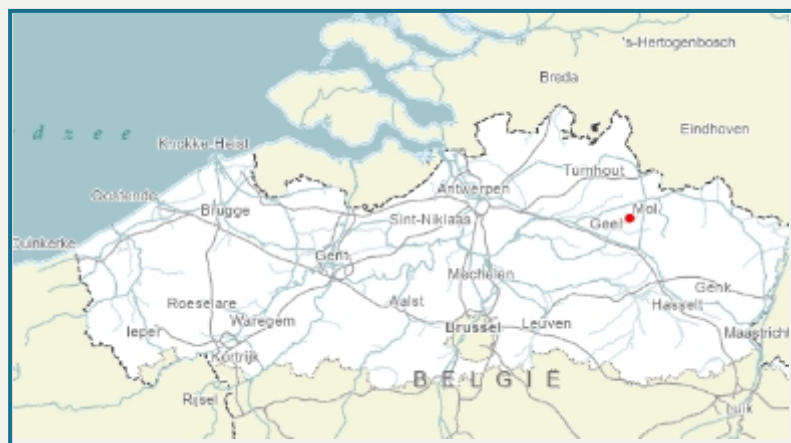 's-Hertogenbosch
Breda
Eindhoven
d z e e
Knokke-Heist
Turnhout
Antwerpen
Oostende
Brugge
Sint-Niklaas
Mol
Geel
Duinkerke
Gent
Mechelen
Genk
Roeselare
Aalst
Hasselt
Ieper
Waregem
Brussel
Leuven
Maastricht
Kortrijk
BELGIË
Rijsel
Luik